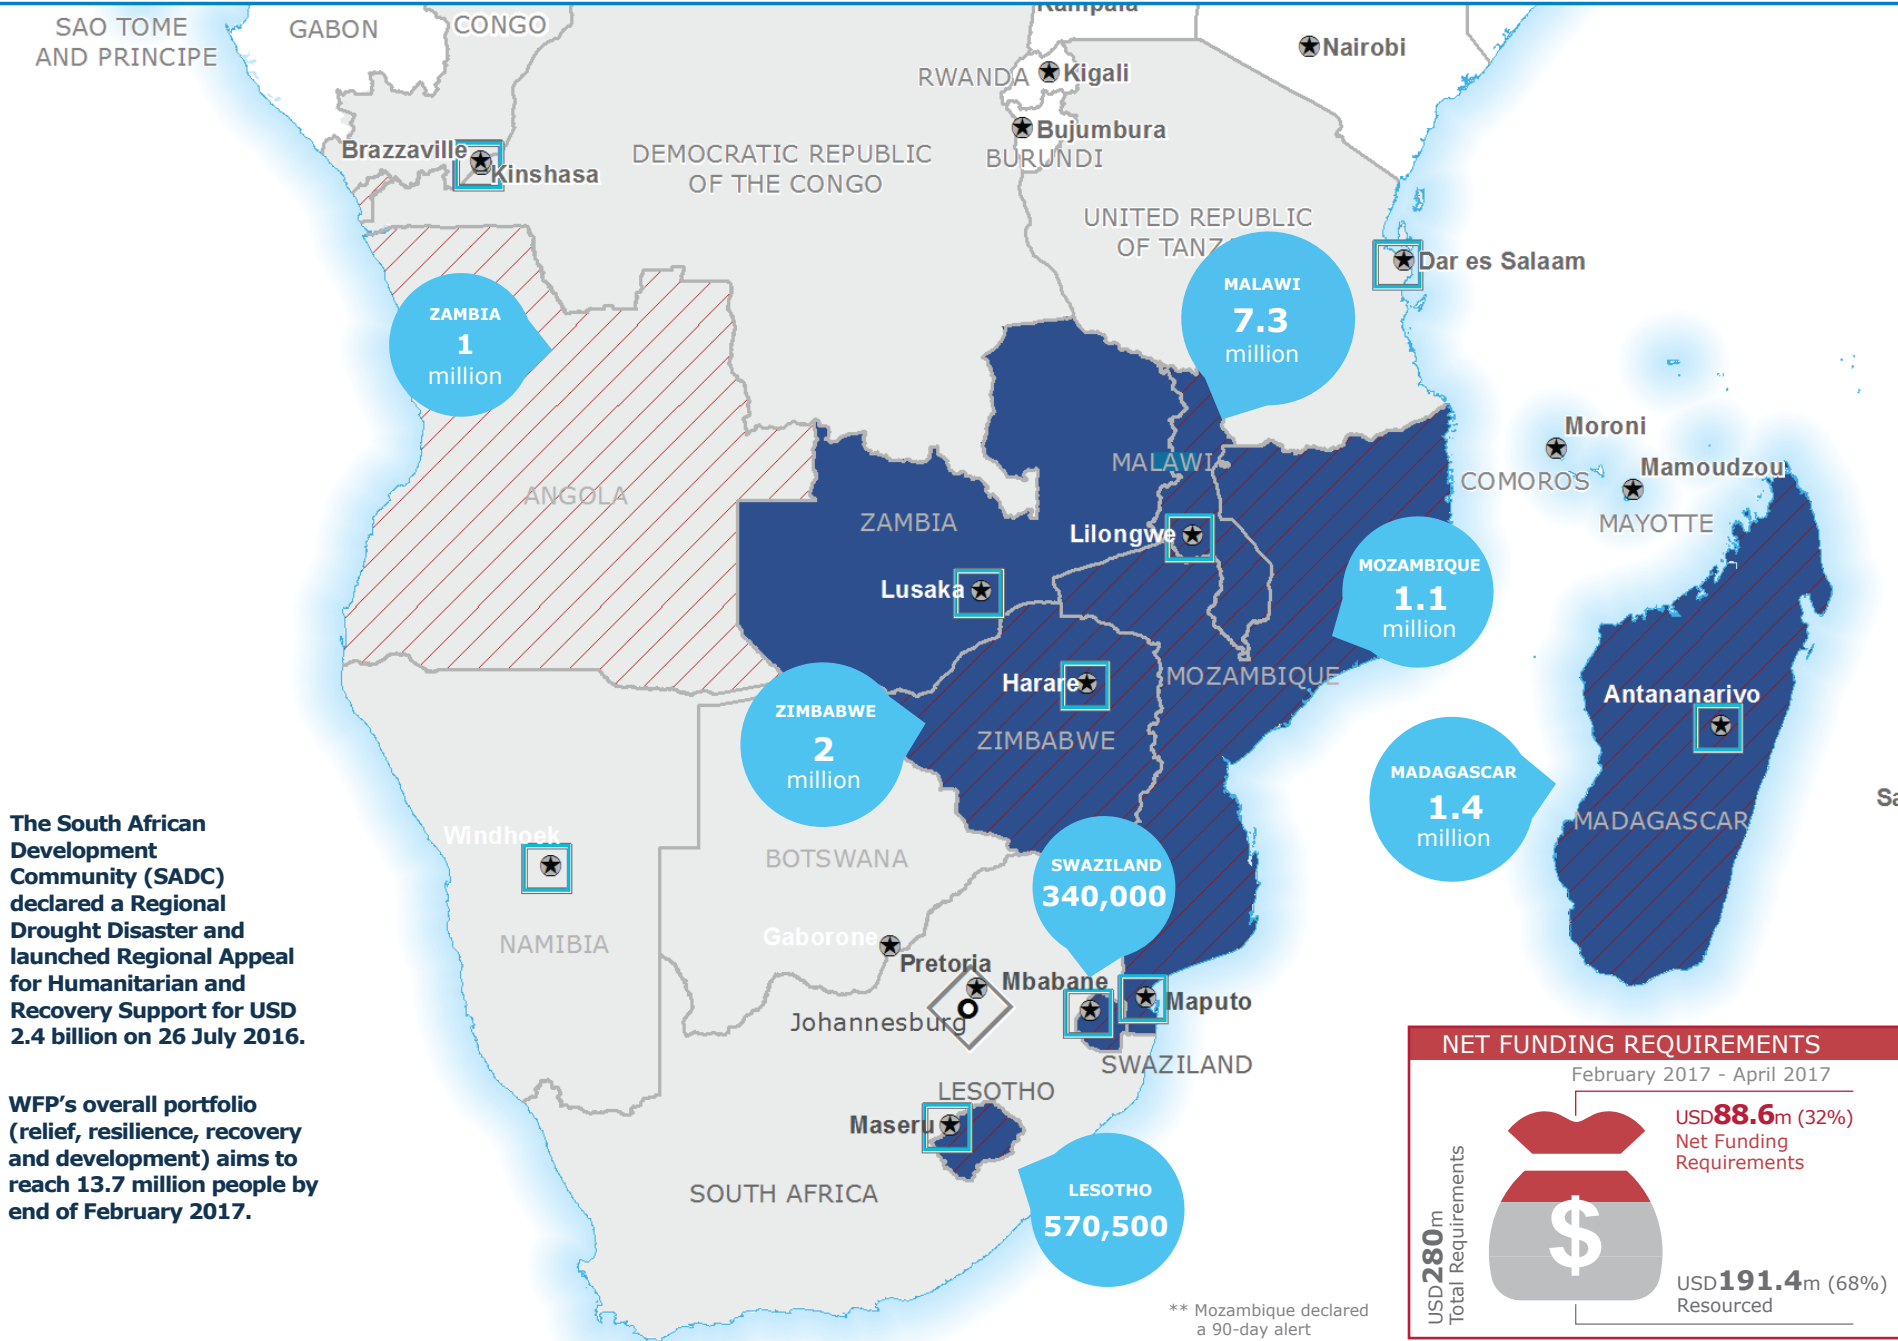 Kampala
SAO TOME
AND PRINCIPE
GABON
CONGO
Nairobi
RWANDA
Kigali
Bujumbura
BURUNDI
Brazzaville
Kinshasa
DEMOCRATIC REPUBLIC
OF THE CONGO
UNITED REPUBLIC
OF TANZ
Dar es Salaam
MALAWI
7.3
million
ZAMBIA
1
million
Moroni
COMOROS
Mamoudzou
MAYOTTE
MALAWI
ANGOLA
ZAMBIA
Lilongwe
Lusaka
MOZAMBIQUE
1.1
million
Harare
MOZAMBIQUE
Antananarivo
ZIMBABWE
2
million
ZIMBABWE
MADAGASCAR
1.4
million
MADAGASCAR
Sa
The South African
Development
Community (SADC)
declared a Regional
Drought Disaster and
launched Regional Appeal
for Humanitarian and
Recovery Support for USD
2.4 billion on 26 July 2016.
Windhoek
BOTSWANA
SWAZILAND
340,000
NAMIBIA
Gaborone
Pretoria
Mbabane
Maputo
Johannesburg
SWAZILAND
LESOTHO
Maseru
WFP's overall portfolio
(relief, resilience, recovery
and development) aims to
reach 13.7 million people by
end of February 2017.
SOUTH AFRICA
LESOTHO
570,500
** Mozambique declared
a 90-day alert
NET FUNDING REQUIREMENTS
February 2017 - April 2017
USD88.6m (32%)
Net Funding
Requirements
USD280m
Total Requirements
$
USD191.4m (68%)
Resourced